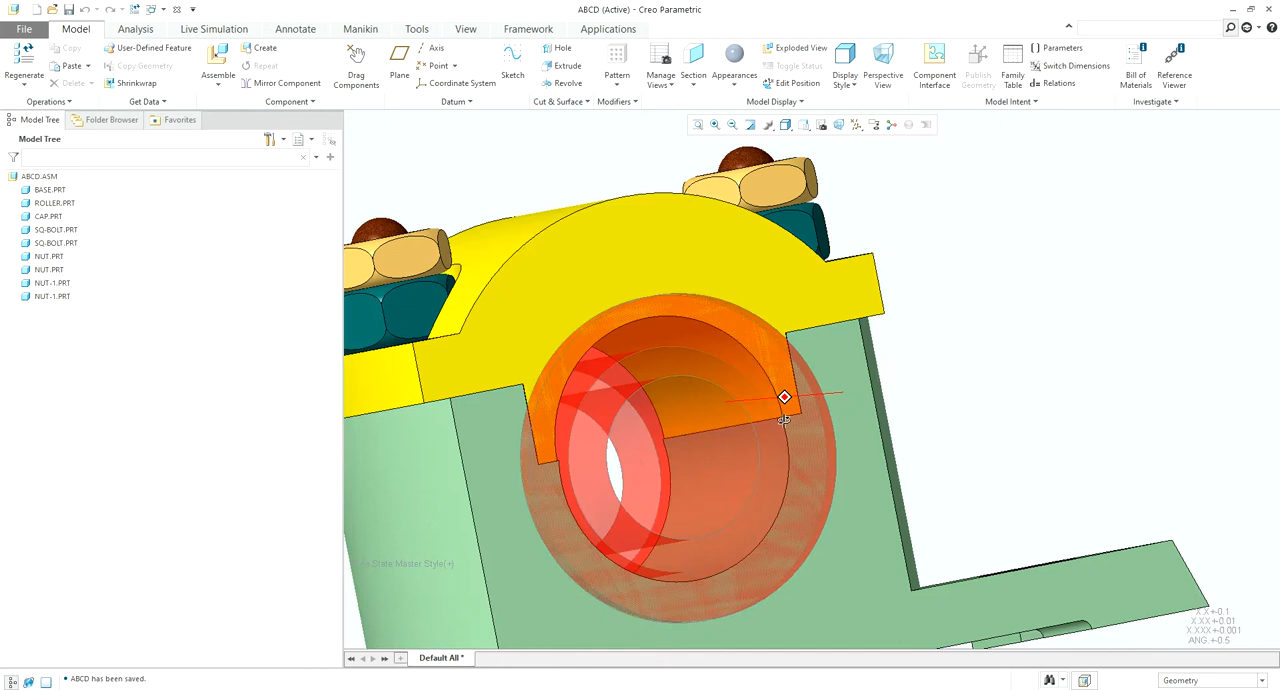 ABCD (Active) - Creo Parametric
File
Model
Analysis
Live Simulation
Annotate
Manikin
Tools
View
Framework
Applications
Regenerate
Copy
Paste
Delete
Operations
User-Defined Feature
Copy Geometry
Shrinkwrap
Get Data
Assemble
Create
Repeat
Mirror Component
Component
Drag Components
Plane
Axis
Point
Coordinate System
Sketch
Datum
Hole
Extrude
Revolve
Cut & Surface
Pattern
Modifiers
Manage Views
Section
Appearances
Exploded View
Toggle Status
Edit Position
Display Style
Perspective View
Model Display
Component Interface
Publish Geometry
Family Table
Parameters
Switch Dimensions
Relations
Model Intent
Bill of Materials
Reference Viewer
Investigate
Model Tree
Folder Browser
Favorites
Model Tree
ABCD.ASM
BASE.PRT
ROLLER.PRT
CAP.PRT
SQ-BOLT.PRT
SQ-BOLT.PRT
NUT.PRT
NUT.PRT
NUT-1.PRT
NUT-1.PRT
State:Master Style(+)
X.X+-0.1
X.XX+-0.01
X.XXX+-0.001
ANG.+-0.5
Default All *
• ABCD has been saved.
Geometry